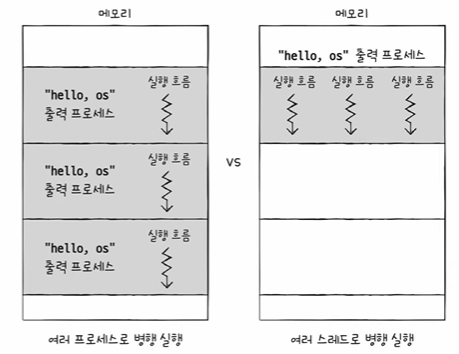 메모리
"hello, os"
출력 프로세스
실행 흐름
"hello, os"
출력 프로세스
실행 흐름
"hello, os"
출력 프로세스
실행 흐름
여러 프로세스로 병행 실행
vs
메모리
"hello, os" 출력 프로세스
실행 흐름 실행 흐름 실행 흐름
여러 스레드로 병행 실행